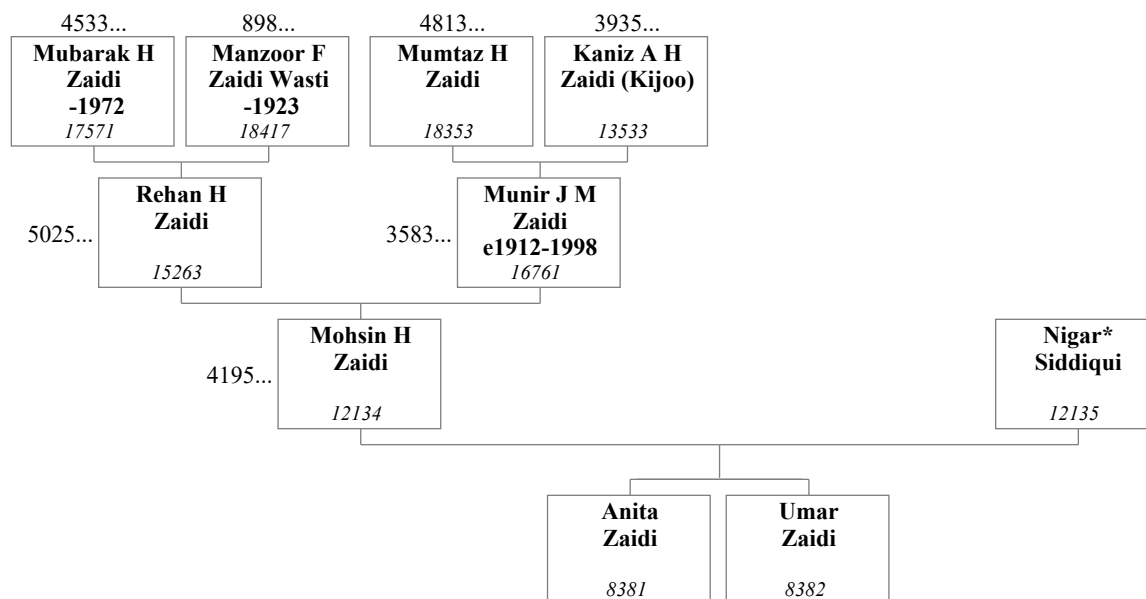 4533...
898...
4813...
3935...
Mubarak H
Zaidi
-1972
17571
Manzoor F
Zaidi Wasti
-1923
18417
Mumtaz H
Zaidi
18353
Kaniz A H
Zaidi (Kijoo)
13533
5025...
Rehan H
Zaidi
15263
3583...
Munir J M
Zaidi
e1912-1998
16761
4195...
Mohsin H
Zaidi
12134
Nigar*
Siddiqui
12135
Anita
Zaidi
8381
Umar
Zaidi
8382